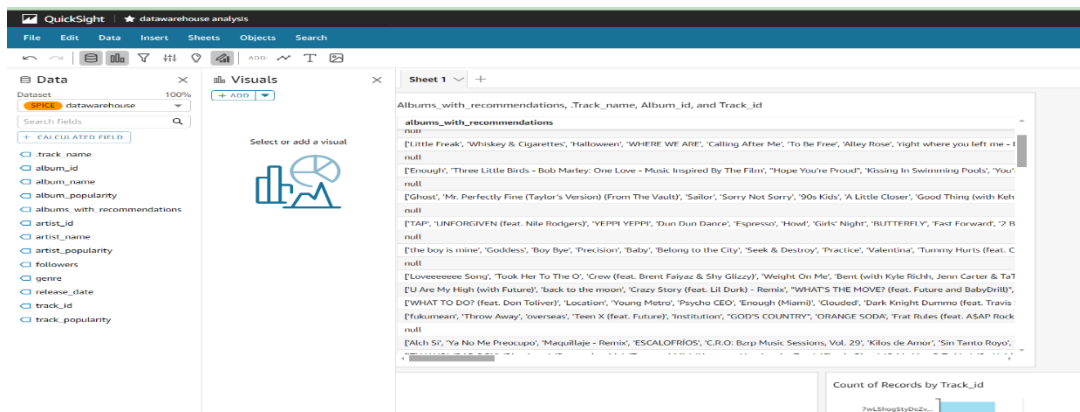 QuickSight datawarehouse analysis
File Edit Data Insert Sheets Objects Search
ADD:
Data
Visuals
Sheet 1
Dataset 100%
SPICE datawarehouse
Search fields
+ CALCULATED FIELD
.track_name
album_id
album_name
album_popularity
albums_with_recommendations
artist_id
artist_name
artist_popularity
followers
genre
release_date
track_id
track_popularity
+ ADD
Select or add a visual
Albums_with_recommendations, .Track_name, Album_id, and Track_id
albums_with_recommendations
null
['Little Freak', 'Whiskey & Cigarettes', 'Halloween', 'WHERE WE ARE', 'Calling After Me', 'To Be Free', 'Alley Rose', 'right where you left me -
null
['Enough', 'Three Little Birds - Bob Marley: One Love - Music Inspired By The Film', "Hope You're Proud", 'Kissing In Swimming Pools', 'You'
null
['Ghost', 'Mr. Perfectly Fine (Taylor's Version) (From The Vault)', 'Sailor', 'Sorry Not Sorry', '90s Kids', 'A Little Closer', 'Good Thing (with Keh
null
['TAP', 'UNFORGIVEN (feat. Nile Rodgers)', 'YEPPI YEPPI', 'Dun Dun Dance', 'Espresso', 'Howl', 'Girls' Night', 'BUTTERFLY', 'Fast Forward', '2 B
null
['the boy is mine', 'Goddess', 'Boy Bye', 'Precision', 'Baby', 'Belong to the City', 'Seek & Destroy', 'Practice', 'Valentina', 'Tummy Hurts (feat. C
null
['Loveeeeeee Song', 'Took Her To The O', 'Crew (feat. Brent Faiyaz & Shy Glizzy)', 'Weight On Me', 'Bent (with Kyle Richh, Jenn Carter & TaT
['U Are My High (with Future)', 'back to the moon', 'Crazy Story (feat. Lil Durk) - Remix', "WHAT'S THE MOVE? (feat. Future and BabyDrill)",
['WHAT TO DO? (feat. Don Toliver)', 'Location', 'Young Metro', 'Psycho CEO', 'Enough (Miami)', 'Clouded', 'Dark Knight Dummo (feat. Travis
['fukumean', 'Throw Away', 'overseas', 'Teen X (feat. Future)', 'Institution', "GOD'S COUNTRY", 'ORANGE SODA', 'Frat Rules (feat. A$AP Rock
null
['Alch Si', 'Ya No Me Preocupo', 'Maquillaje - Remix', 'ESCALOFRÍOS', 'C.R.O: Bzrp Music Sessions, Vol. 29', 'Kilos de Amor', 'Sin Tanto Royo',
Count of Records by Track_id
7wLShogStyDeZv...